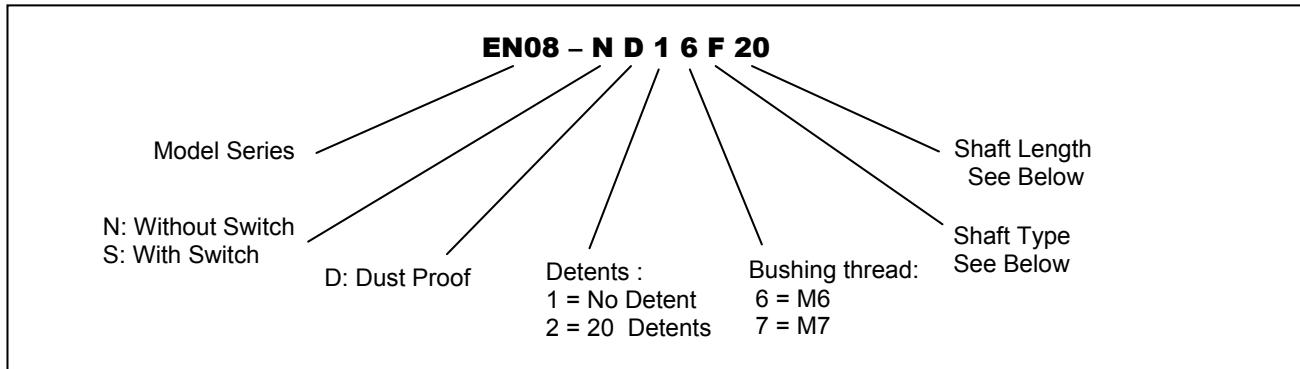 EN08 – N D 1 6 F 20
Model Series
N: Without Switch
S: With Switch
D: Dust Proof
Detents :
1 = No Detent
2 = 20 Detents
Bushing thread:
6 = M6
7 = M7
Shaft Type
See Below
Shaft Length
See Below